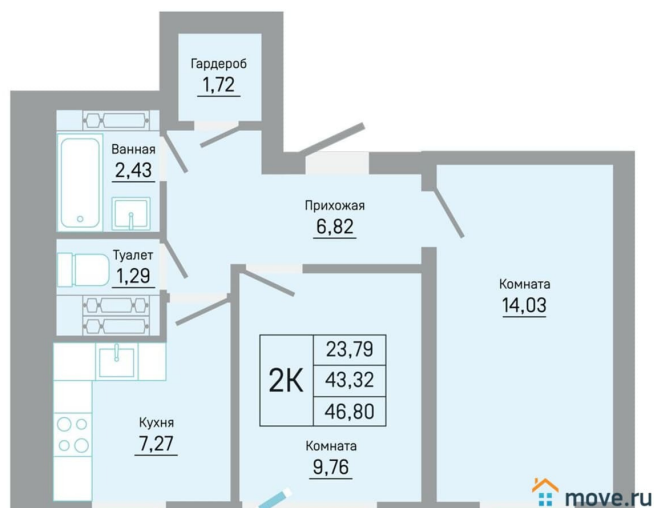 Гардероб
1,72
Ванная
2,43
Прихожая
6,82
Туалет
1,29
Комната
14,03
2К
23,79
43,32
46,80
Кухня
7,27
Комната
9,76
move.ru